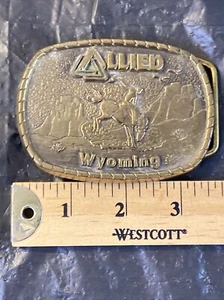 ALLIED
Wyoming
1 2 3
WESTCOTT®